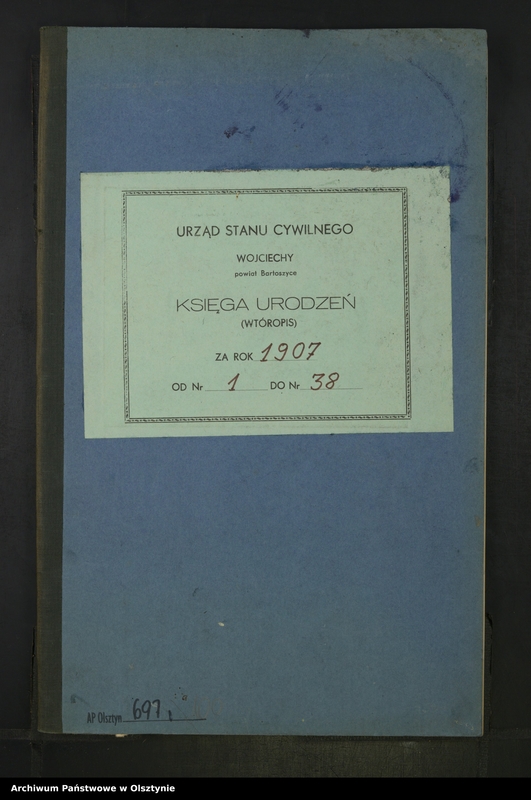 URZĄD STANU CYWILNEGO
WOJCIECHY
powiat Bartoszyce
KSIĘGA URODZEŃ
(WTÓROPIS)
ZA ROK 1907
OD Nr 1 DO Nr 38
AP Olsztyn 697
Archiwum Państwowe w Olsztynie